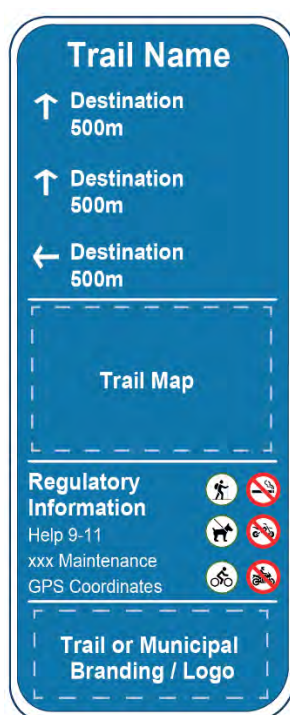 Trail Name
Destination
500m
Destination
500m
Destination
500m
Trail Map
Regulatory
Information
Help 9-11
xxx Maintenance
GPS Coordinates
Trail or Municipal
Branding / Logo